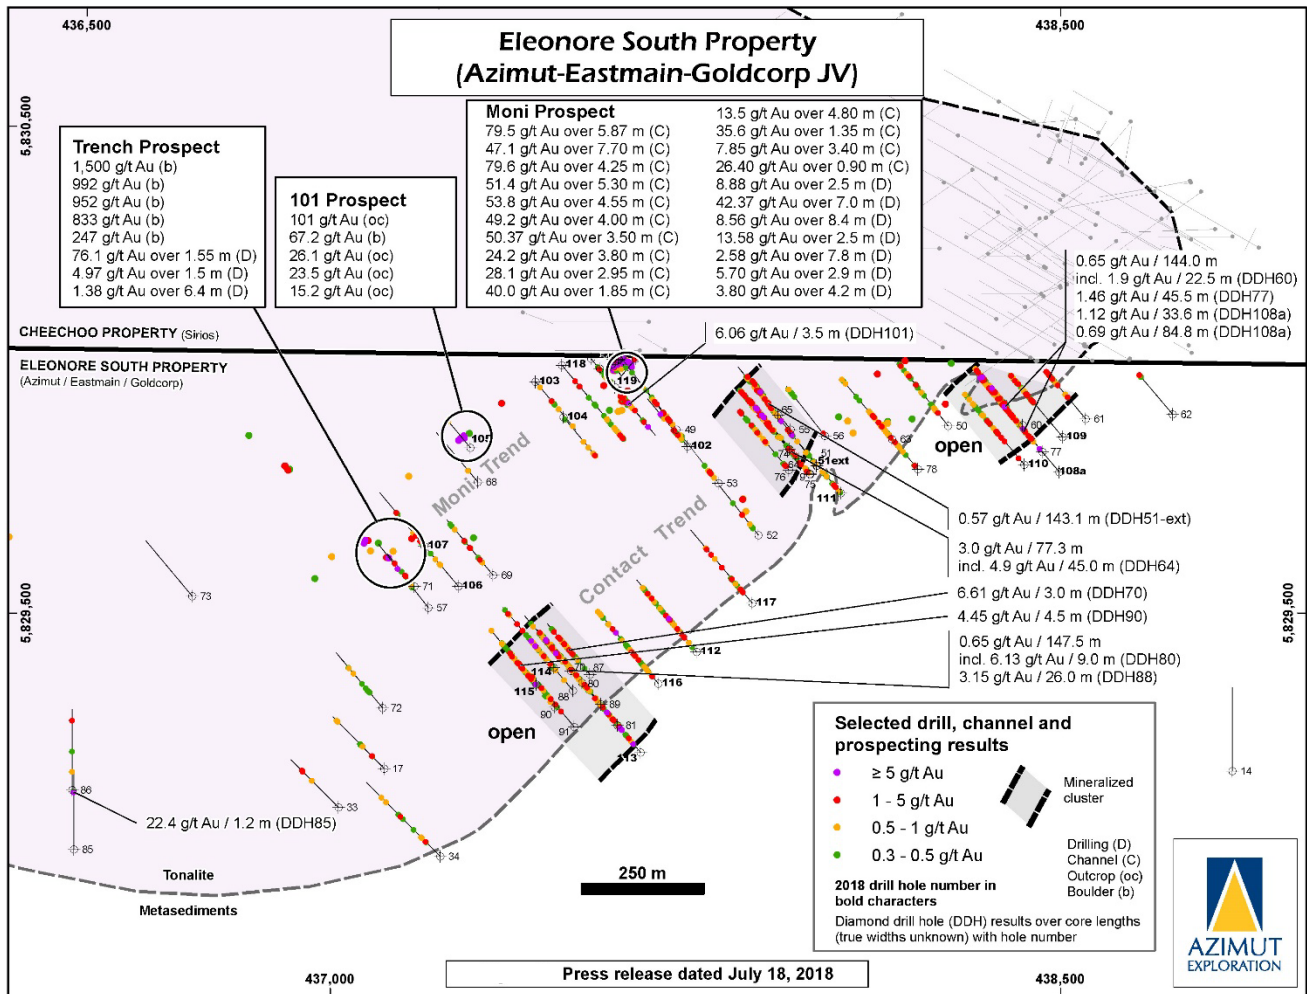 436,500
438,500
Eleonore South Property
(Azimut-Eastmain-Goldcorp JV)
5,830,500
Trench Prospect
1,500 g/t Au (b)
992 g/t Au (b)
952 g/t Au (b)
833 g/t Au (b)
247 g/t Au (b)
76.1 g/t Au over 1.55 m (D)
4.97 g/t Au over 1.5 m (D)
1.38 g/t Au over 6.4 m (D)
101 Prospect
101 g/t Au (oc)
67.2 g/t Au (b)
26.1 g/t Au (oc)
23.5 g/t Au (oc)
15.2 g/t Au (oc)
Moni Prospect
79.5 g/t Au over 5.87 m (C)
47.1 g/t Au over 7.70 m (C)
79.6 g/t Au over 4.25 m (C)
51.4 g/t Au over 5.30 m (C)
53.8 g/t Au over 4.55 m (C)
49.2 g/t Au over 4.00 m (C)
50.37 g/t Au over 3.50 m (C)
24.2 g/t Au over 3.80 m (C)
28.1 g/t Au over 2.95 m (C)
40.0 g/t Au over 1.85 m (C)
13.5 g/t Au over 4.80 m (C)
35.6 g/t Au over 1.35 m (C)
7.85 g/t Au over 3.40 m (C)
26.40 g/t Au over 0.90 m (C)
8.88 g/t Au over 2.5 m (D)
42.37 g/t Au over 7.0 m (D)
8.56 g/t Au over 8.4 m (D)
13.58 g/t Au over 2.5 m (D)
2.58 g/t Au over 7.8 m (D)
5.70 g/t Au over 2.9 m (D)
3.80 g/t Au over 4.2 m (D)
0.65 g/t Au / 144.0 m
incl. 1.9 g/t Au / 22.5 m (DDH60)
1.46 g/t Au / 45.5 m (DDH77)
1.12 g/t Au / 33.6 m (DDH108a)
0.69 g/t Au / 84.8 m (DDH108a)
6.06 g/t Au / 3.5 m (DDH101)
CHEECHOO PROPERTY (Sirios)
ELEONORE SOUTH PROPERTY
(Azimut / Eastmain / Goldcorp)
118
119
103
104
105
68
49
102
53
52
65
55
56
51
51ext
74
76
75
111
63
78
50
open
60
61
109
77
110
108a
62
Moni Trend
Contact Trend
107
106
71
57
69
73
117
112
116
0.57 g/t Au / 143.1 m (DDH51-ext)
3.0 g/t Au / 77.3 m
incl. 4.9 g/t Au / 45.0 m (DDH64)
6.61 g/t Au / 3.0 m (DDH70)
4.45 g/t Au / 4.5 m (DDH90)
0.65 g/t Au / 147.5 m
incl. 6.13 g/t Au / 9.0 m (DDH80)
3.15 g/t Au / 26.0 m (DDH88)
5,829,500
5,829,500
114
70
87
80
115
88
90
89
91
81
113
open
72
17
33
34
86
85
14
22.4 g/t Au / 1.2 m (DDH85)
Tonalite
Metasediments
250 m
Selected drill, channel and
prospecting results
≥ 5 g/t Au
1 - 5 g/t Au
0.5 - 1 g/t Au
0.3 - 0.5 g/t Au
Mineralized
cluster
Drilling (D)
Channel (C)
Outcrop (oc)
Boulder (b)
2018 drill hole number in
bold characters
Diamond drill hole (DDH) results over core lengths
(true widths unknown) with hole number
AZIMUT
EXPLORATION
437,000
Press release dated July 18, 2018
438,500